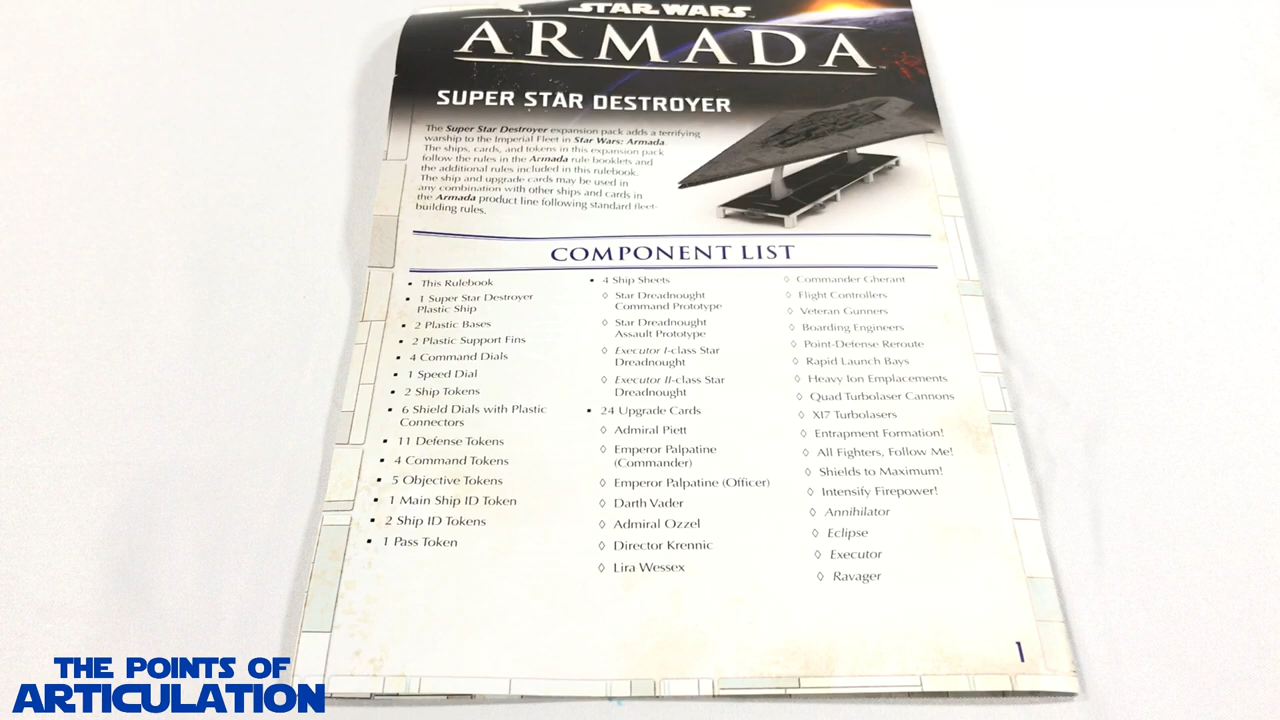 STAR WARS
ARMADA
SUPER STAR DESTROYER
The Super Star Destroyer expansion pack adds a terrifying
warship to the Imperial Fleet in Star Wars: Armada.
The ships, cards, and tokens in this expansion pack
follow the rules in the Armada rule booklets and
the additional rules included in this rulebook.
The ship and upgrade cards may be used in
any combination with other ships and cards in
the Armada product line following standard fleet-
building rules.
COMPONENT LIST
▪ This Rulebook
▪ 1 Super Star Destroyer
Plastic Ship
▪ 2 Plastic Bases
▪ 2 Plastic Support Fins
▪ 4 Command Dials
▪ 1 Speed Dial
▪ 2 Ship Tokens
▪ 6 Shield Dials with Plastic
Connectors
▪ 11 Defense Tokens
▪ 4 Command Tokens
▪ 5 Objective Tokens
▪ 1 Main Ship ID Token
▪ 2 Ship ID Tokens
▪ 1 Pass Token
▪ 4 Ship Sheets
◊ Star Dreadnought
Command Prototype
◊ Star Dreadnought
Assault Prototype
◊ Executor I-class Star
Dreadnought
◊ Executor II-class Star
Dreadnought
▪ 24 Upgrade Cards
◊ Admiral Piett
◊ Emperor Palpatine
(Commander)
◊ Emperor Palpatine (Officer)
◊ Darth Vader
◊ Admiral Ozzel
◊ Director Krennic
◊ Lira Wessex
◊ Commander Gherant
◊ Flight Controllers
◊ Veteran Gunners
◊ Boarding Engineers
◊ Point-Defense Reroute
◊ Rapid Launch Bays
◊ Heavy Ion Emplacements
◊ Quad Turbolaser Cannons
◊ XI7 Turbolasers
◊ Entrapment Formation!
◊ All Fighters, Follow Me!
◊ Shields to Maximum!
◊ Intensify Firepower!
◊ Annihilator
◊ Eclipse
◊ Executor
◊ Ravager
1
THE POINTS OF
ARTICULATION